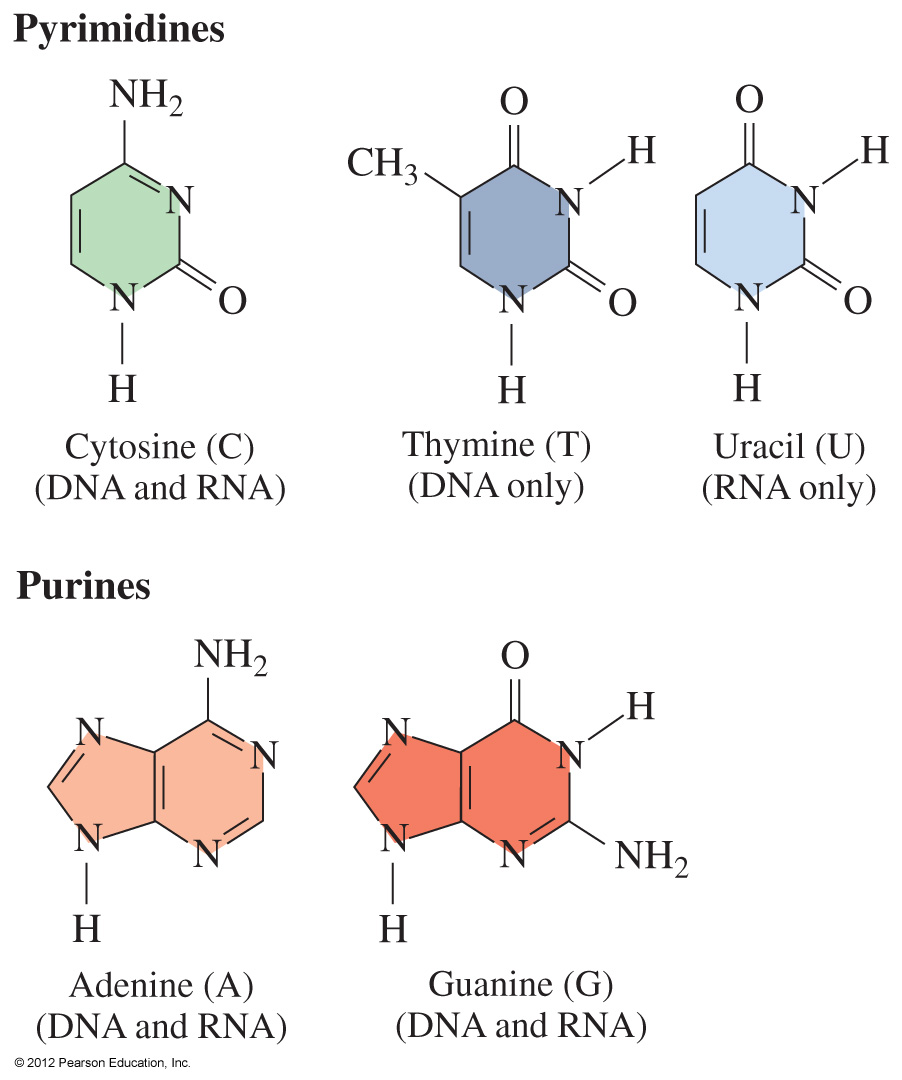 Pyrimidines
NH2
N
O
N
H
Cytosine (C)
(DNA and RNA)
O
H
CH3
N
O
N
H
Thymine (T)
(DNA only)
O
H
N
O
N
H
Uracil (U)
(RNA only)
Purines
NH2
N
N
N
N
H
Adenine (A)
(DNA and RNA)
O
H
N
N
N
N
NH2
H
Guanine (G)
(DNA and RNA)
© 2012 Pearson Education, Inc.